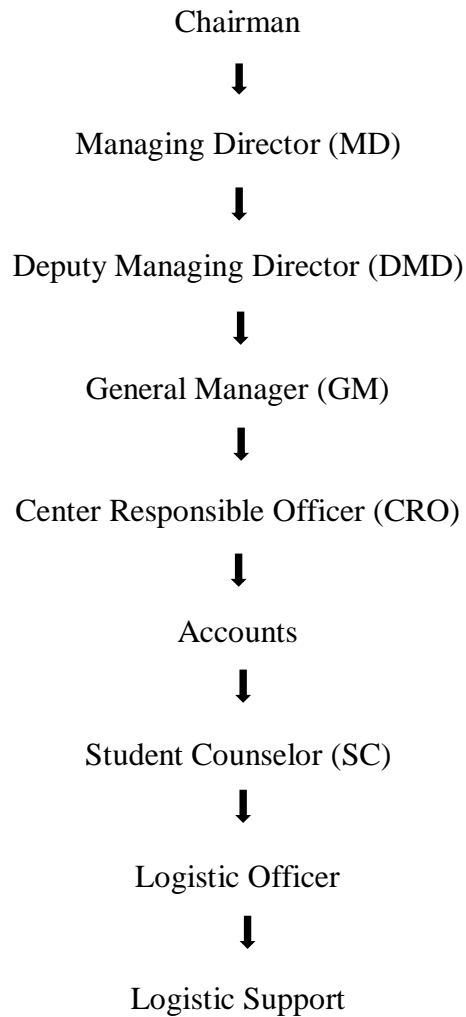 Chairman
Managing Director (MD)
Deputy Managing Director (DMD)
General Manager (GM)
Center Responsible Officer (CRO)
Accounts
Student Counselor (SC)
Logistic Officer
Logistic Support